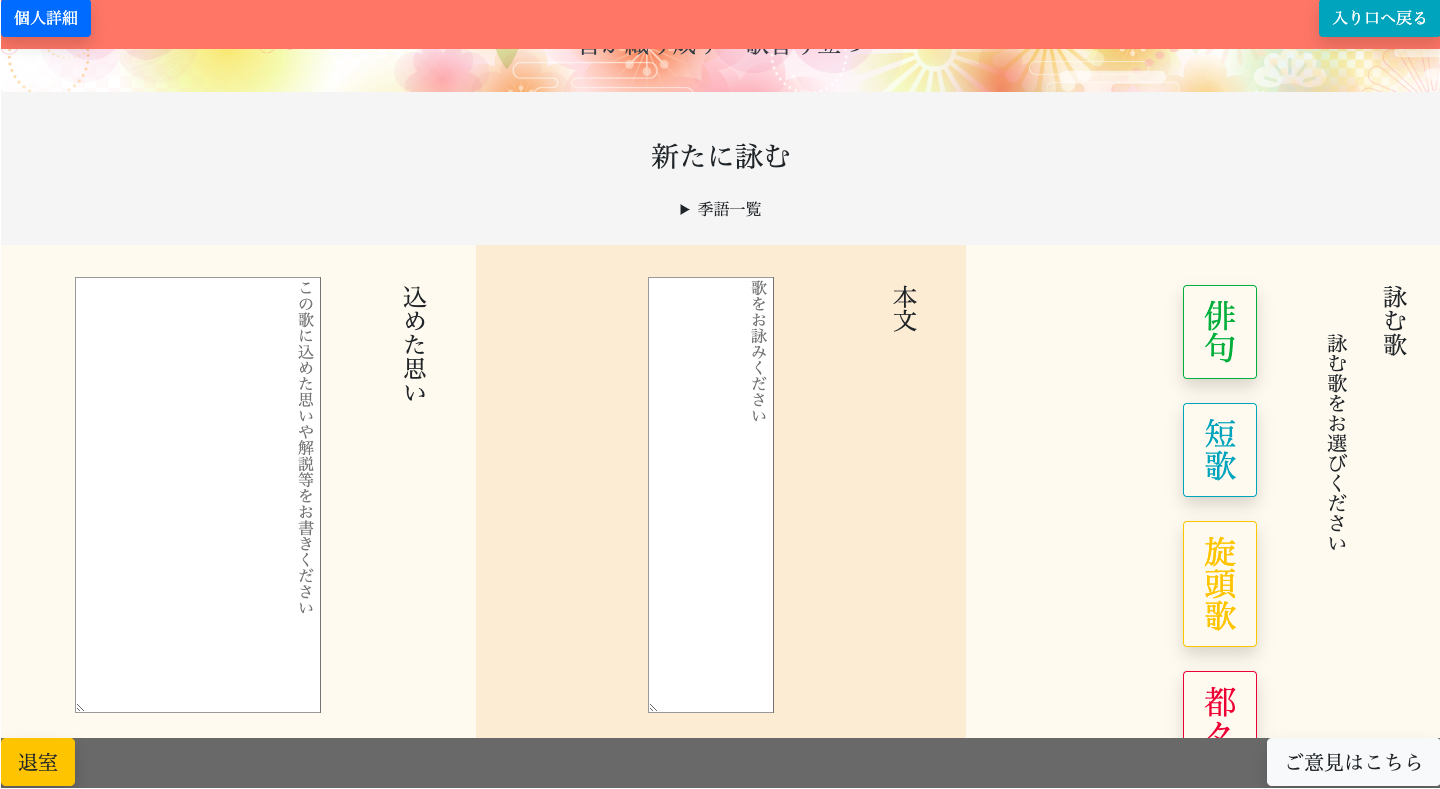 個人詳細
入り口へ戻る
新たに詠む
▶ 季語一覧
詠む歌
詠む歌をお選びください
俳句
短歌
旋頭歌
本文
歌をお詠みください
込めた思い
この歌に込めた思いや解説等をお書きください
退室
ご意見はこちら